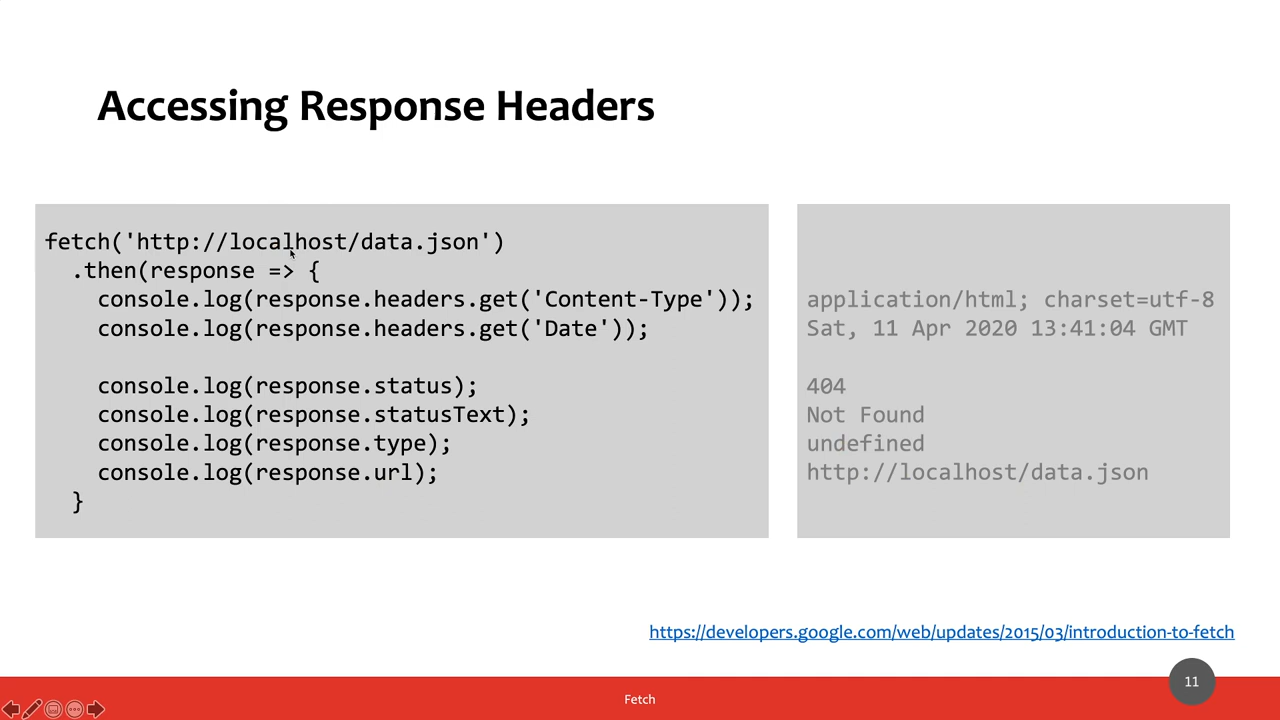 Accessing Response Headers
fetch('http://localhost/data.json')
  .then(response => {
    console.log(response.headers.get('Content-Type'));
    console.log(response.headers.get('Date'));
    console.log(response.status);
    console.log(response.statusText);
    console.log(response.type);
    console.log(response.url);
  }
application/html; charset=utf-8
Sat, 11 Apr 2020 13:41:04 GMT
404
Not Found
undefined
http://localhost/data.json
https://developers.google.com/web/updates/2015/03/introduction-to-fetch
Fetch
11